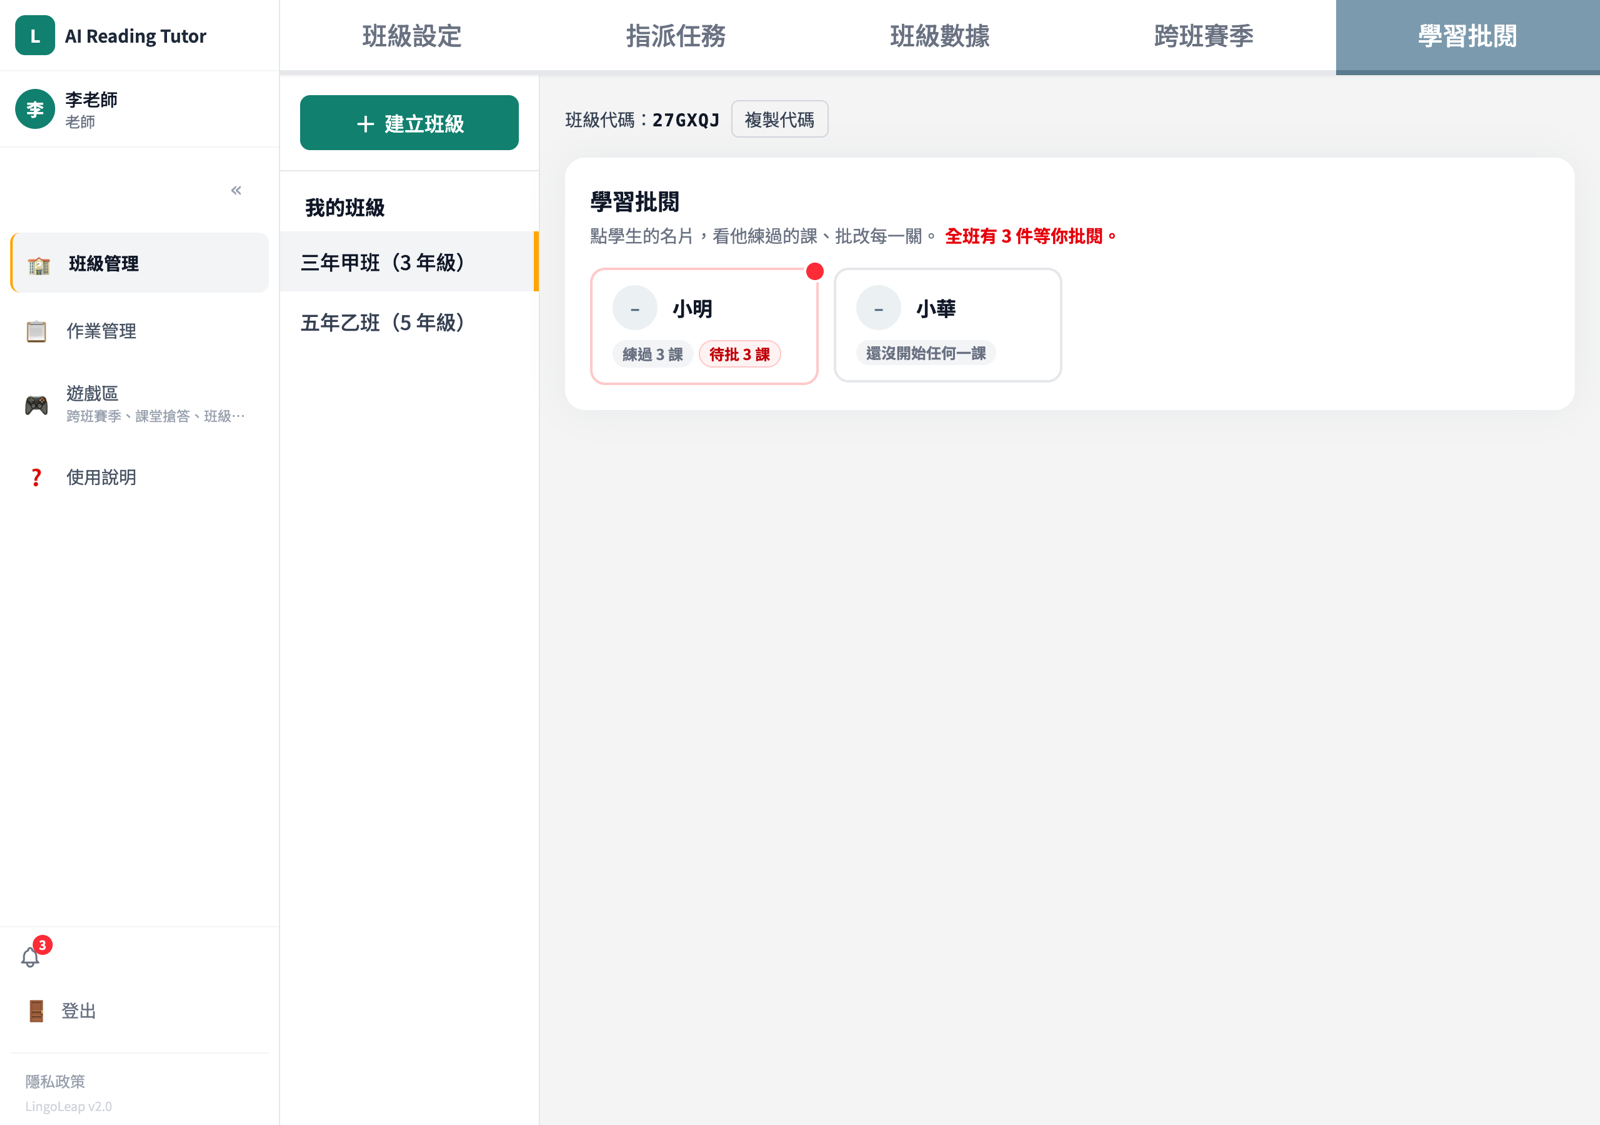 L AI Reading Tutor
李 李老師
老師
«
班級管理
作業管理
遊戲區
跨班賽季、課堂搶答、班級…
使用說明
3
登出
隱私政策
LingoLeap v2.0
班級設定
指派任務
班級數據
跨班賽季
學習批閱
+ 建立班級
我的班級
三年甲班（3 年級）
五年乙班（5 年級）
班級代碼：27GXQJ 複製代碼
學習批閱
點學生的名片，看他練過的課、批改每一關。 全班有 3 件等你批閱。
– 小明
練過 3 課 待批 3 課
– 小華
還沒開始任何一課